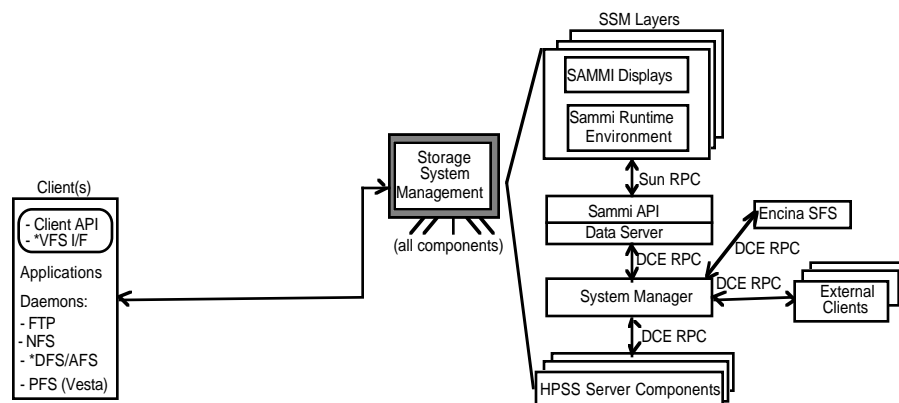 SSM Layers
SAMMI Displays
Sammi Runtime
Environment
Sun RPC
Storage
System
Management
(all components)
Client(s)
- Client API
- *VFS I/F
Applications
Daemons:
- FTP
- NFS
- *DFS/AFS
- PFS (Vesta)
Sammi API
Data Server
DCE RPC
Encina SFS
DCE RPC
System Manager
DCE RPC
External
Clients
DCE RPC
HPSS Server Components